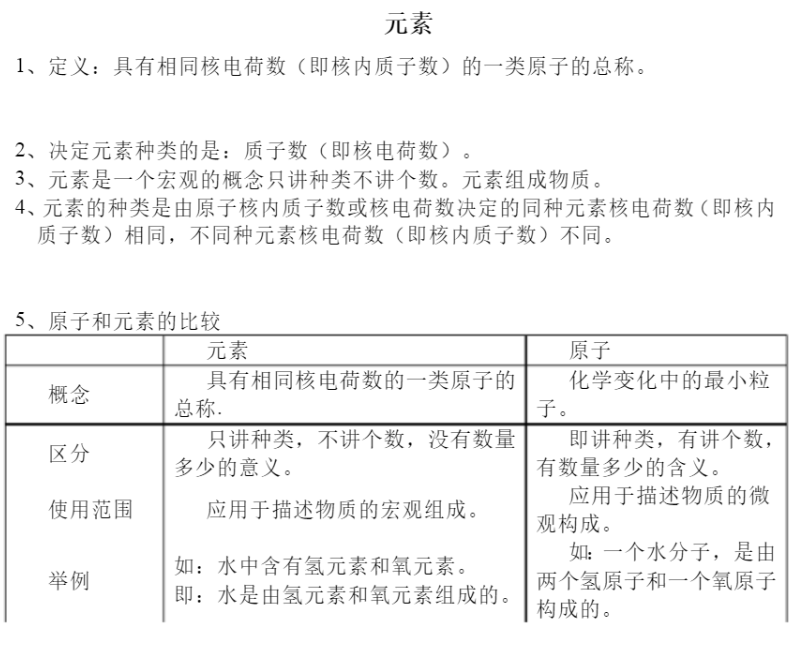 元素
1、定义：具有相同核电荷数（即核内质子数）的一类原子的总称。
2、决定元素种类的是：质子数（即核电荷数）。
3、元素是一个宏观的概念只讲种类不讲个数。元素组成物质。
4、元素的种类是由原子核内质子数或核电荷数决定的同种元素核电荷数（即核内
质子数）相同，不同种元素核电荷数（即核内质子数）不同。
5、原子和元素的比较
元素 原子
概念
具有相同核电荷数的一类原子的
总称.
化学变化中的最小粒
子。
区分
只讲种类，不讲个数，没有数量
多少的意义。
即讲种类，有讲个数，
有数量多少的含义。
使用范围
应用于描述物质的宏观组成。
应用于描述物质的微
观构成。
举例
如：水中含有氢元素和氧元素。
即：水是由氢元素和氧元素组成的。
如：一个水分子，是由
两个氢原子和一个氧原子
构成的。